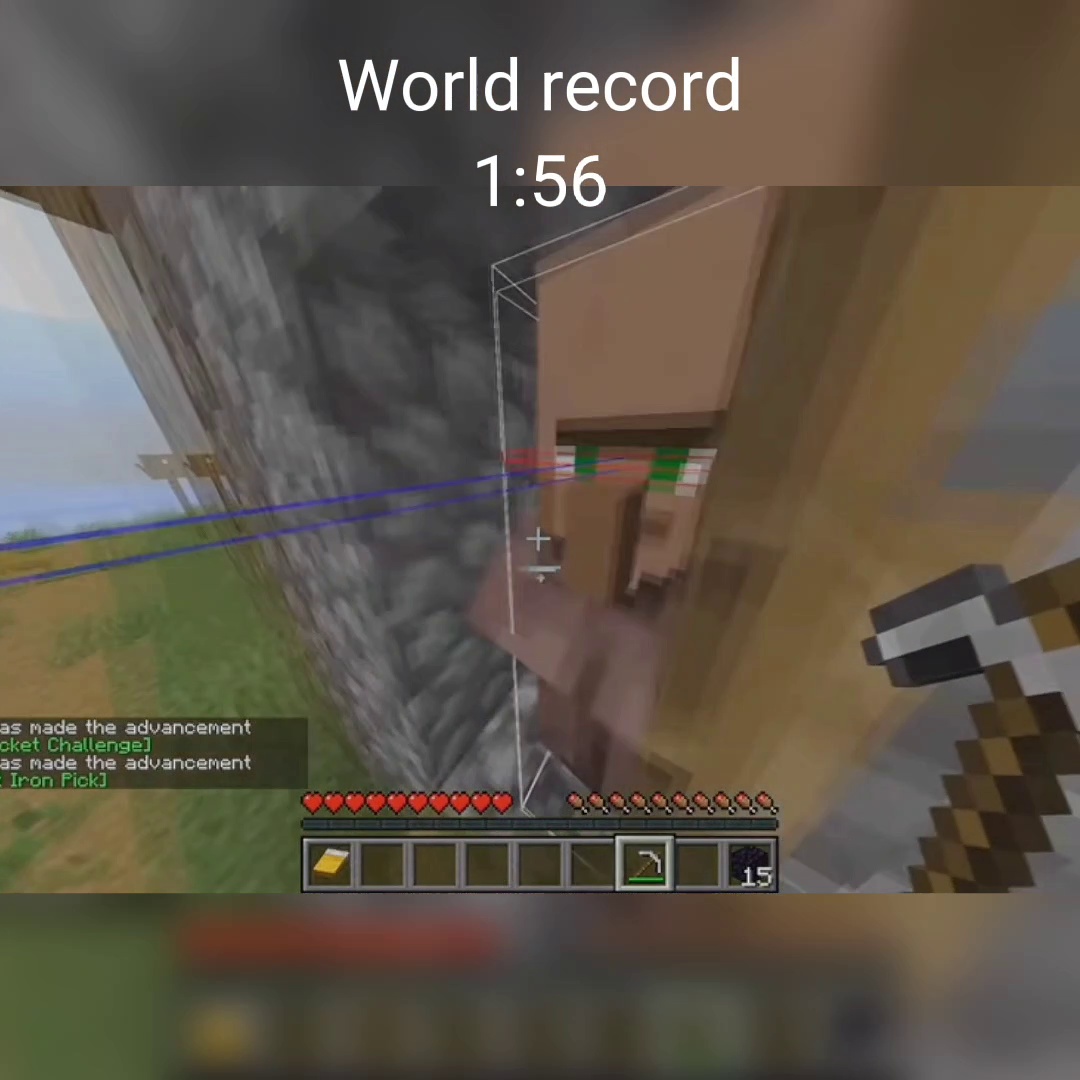 World record
1:56
as made the advancement
cket Challenge]
as made the advancement
Iron Pick]
15